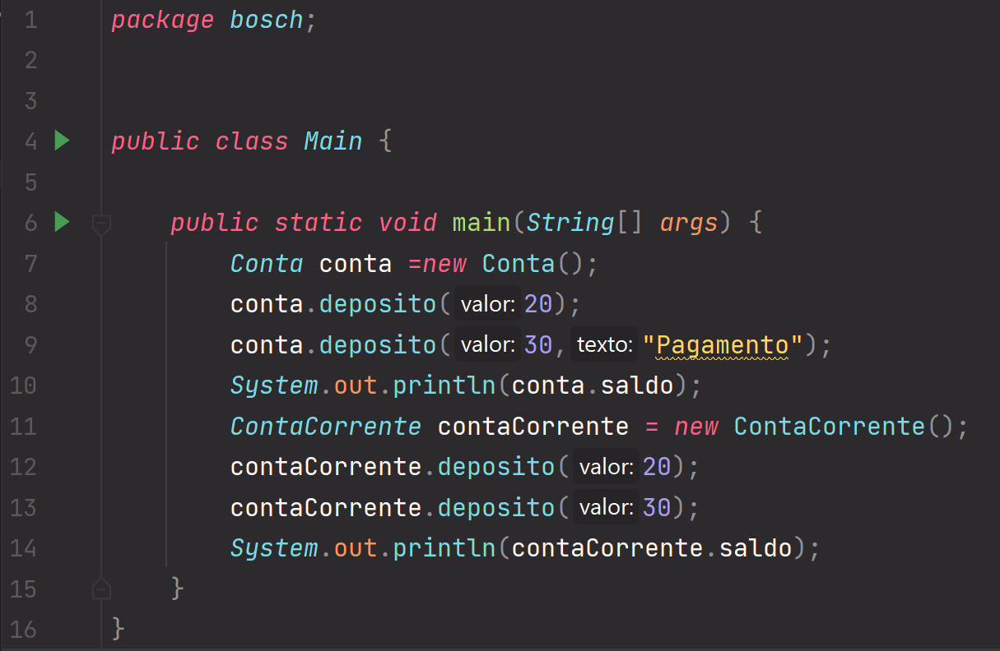 1 package bosch;
2
3
4 public class Main {
5
6 public static void main(String[] args) {
7 Conta conta =new Conta();
8 conta.deposito( valor: 20);
9 conta.deposito( valor: 30, texto: "Pagamento");
10 System.out.println(conta.saldo);
11 ContaCorrente contaCorrente = new ContaCorrente();
12 contaCorrente.deposito( valor: 20);
13 contaCorrente.deposito( valor: 30);
14 System.out.println(contaCorrente.saldo);
15 }
16 }